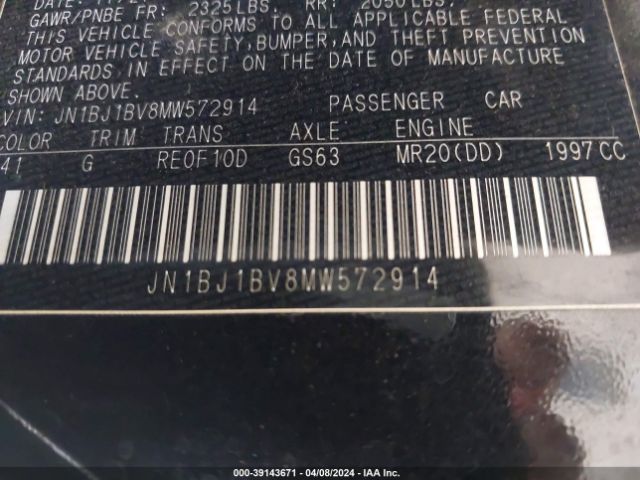 GAWR/PNBE FR: 2325LBS. RR: 2050LBS.
THIS VEHICLE CONFORMS TO ALL APPLICABLE FEDERAL
MOTOR VEHICLE SAFETY, BUMPER, AND THEFT PREVENTION
STANDARDS IN EFFECT ON THE DATE OF MANUFACTURE
SHOWN ABOVE.
VIN: JN1BJ1BV8MW572914 PASSENGER CAR
COLOR TRIM TRANS AXLE ENGINE
41 G RE0F10D GS63 MR20(DD) 1997CC
JN1BJ1BV8MW572914
000-39143671 - 04/08/2024 - IAA Inc.